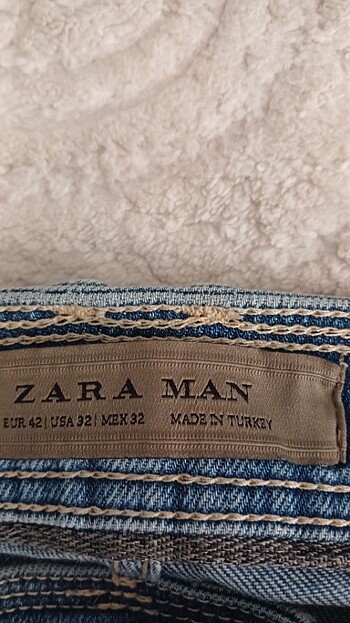 ZARA MAN
EUR 42 | USA 32 | MEX 32 MADE IN TURKEY